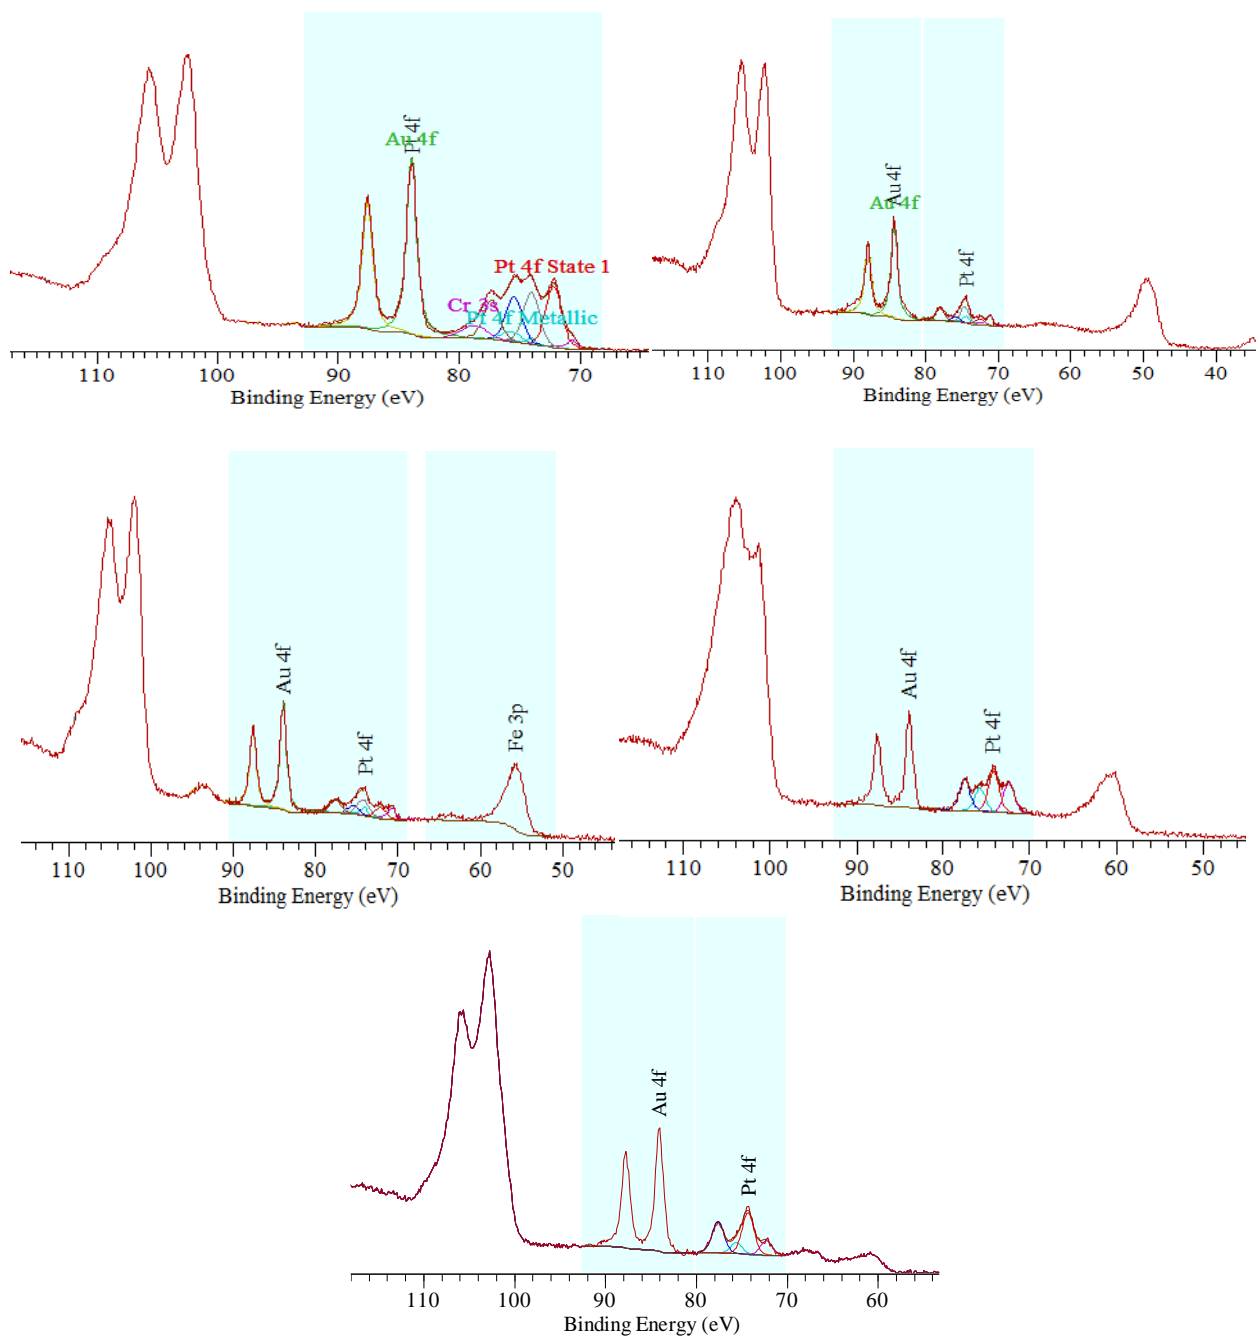 Au 4f
Pt 4f
Pt 4f State 1
Cr 3s
Pt 4f Metallic
110 100 90 80 70
Binding Energy (eV)
Au 4f
Au 4f
Pt 4f
110 100 90 80 70 60 50 40
Binding Energy (eV)
Au 4f
Pt 4f
Fe 3p
110 100 90 80 70 60 50
Binding Energy (eV)
Au 4f
Pt 4f
110 100 90 80 70 60 50
Binding Energy (eV)
Au 4f
Pt 4f
110 100 90 80 70 60
Binding Energy (eV)